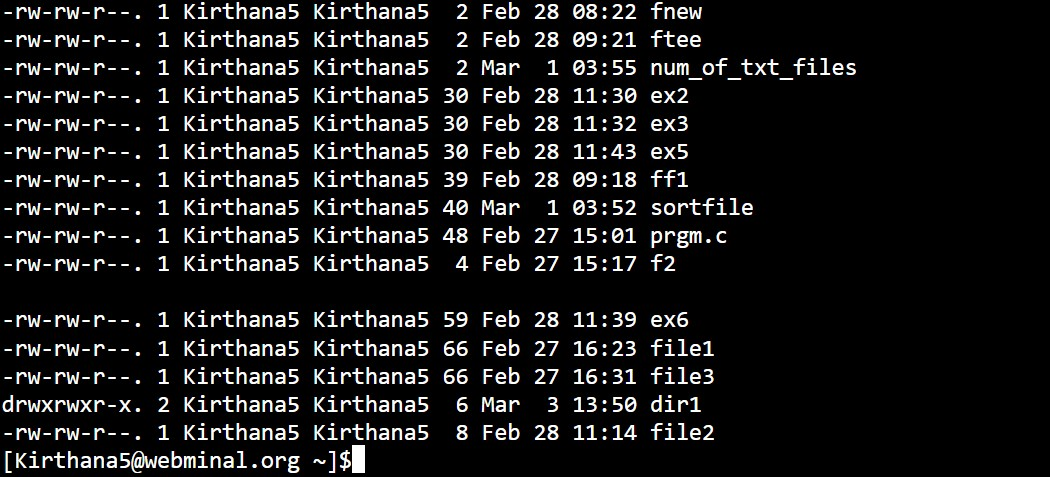 -rw-rw-r--. 1 Kirthana5 Kirthana5  2 Feb 28 08:22 fnew
-rw-rw-r--. 1 Kirthana5 Kirthana5  2 Feb 28 09:21 ftee
-rw-rw-r--. 1 Kirthana5 Kirthana5  2 Mar  1 03:55 num_of_txt_files
-rw-rw-r--. 1 Kirthana5 Kirthana5 30 Feb 28 11:30 ex2
-rw-rw-r--. 1 Kirthana5 Kirthana5 30 Feb 28 11:32 ex3
-rw-rw-r--. 1 Kirthana5 Kirthana5 30 Feb 28 11:43 ex5
-rw-rw-r--. 1 Kirthana5 Kirthana5 39 Feb 28 09:18 ff1
-rw-rw-r--. 1 Kirthana5 Kirthana5 40 Mar  1 03:52 sortfile
-rw-rw-r--. 1 Kirthana5 Kirthana5 48 Feb 27 15:01 prgm.c
-rw-rw-r--. 1 Kirthana5 Kirthana5  4 Feb 27 15:17 f2
-rw-rw-r--. 1 Kirthana5 Kirthana5 59 Feb 28 11:39 ex6
-rw-rw-r--. 1 Kirthana5 Kirthana5 66 Feb 27 16:23 file1
-rw-rw-r--. 1 Kirthana5 Kirthana5 66 Feb 27 16:31 file3
drwxrwxr-x. 2 Kirthana5 Kirthana5  6 Mar  3 13:50 dir1
-rw-rw-r--. 1 Kirthana5 Kirthana5  8 Feb 28 11:14 file2
[Kirthana5@webminal.org ~]$